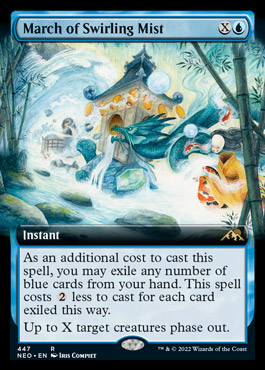 March of Swirling Mist X
Instant
As an additional cost to cast this
spell, you may exile any number of
blue cards from your hand. This spell
costs 2 less to cast for each card
exiled this way.
Up to X target creatures phase out.
447 R
NEO • EN Iris Compiet
™ & © 2022 Wizards of the Coast